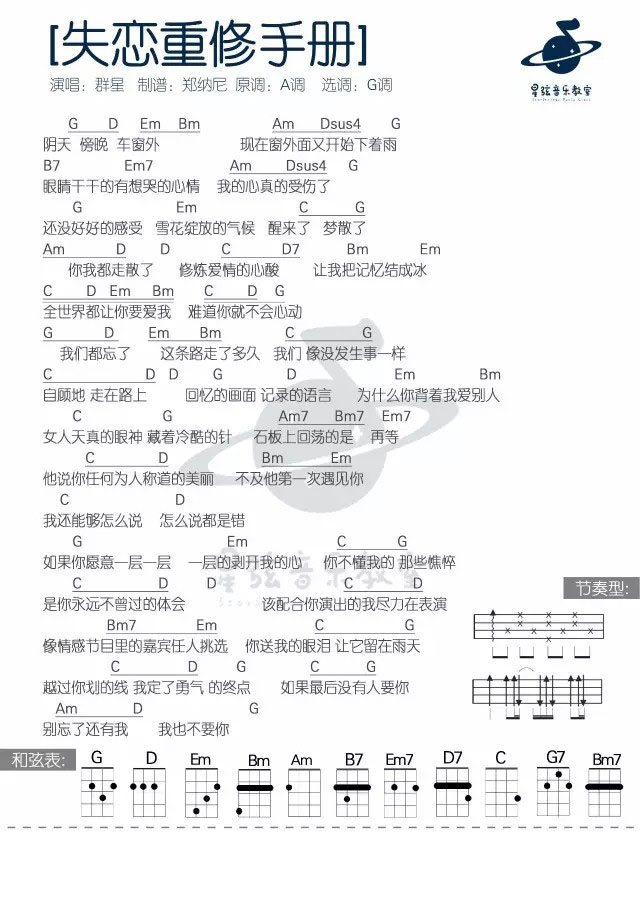 [失恋重修手册]
星弦音乐教室
演唱：群星 制谱：郑纳尼 原调：A调 选调：G调
G D Em Bm Am Dsus4 G
阴天 傍晚 车窗外 现在窗外面又开始下着雨
B7 Em7 Am Dsus4 G
眼睛干干的有想哭的心情 我的心真的受伤了
G Em C G
还没好好的感受 雪花绽放的气候 醒来了 梦散了
Am D D C D7 Bm Em
你我都走散了 修炼爱情的心酸 让我把记忆结成冰
C D Em Bm C D G
全世界都让你要爱我 难道你就不会心动
G D Em Bm C G
我们都忘了 这条路走了多久 我们 像没发生事一样
C D D G D Em Bm
自顾地 走在路上 回忆的画面 记录的语言 为什么你背着我爱别人
C G Am7 Bm7 Em7
女人天真的眼神 藏着冷酷的针 石板上回荡的是 再等
C D Bm Em
他说你任何为人称道的美丽 不及他第一次遇见你
C D
我还能够怎么说 怎么说都是错
G Em C G
如果你愿意一层一层 一层的剥开我的心 你不懂我的 那些憔悴
C D D C D
是你永远不曾过的体会 该配合你演出的我尽力在表演
节奏型:
Bm7 Em C G
像情感节目里的嘉宾任人挑选 你送我的眼泪 让它留在雨天
C D G C G
越过你划的线 我定了勇气 的终点 如果最后没有人要你
Am D G
别忘了还有我 我也不要你
和弦表: G D Em Bm Am B7 Em7 D7 C G7 Bm7
星弦音乐教室